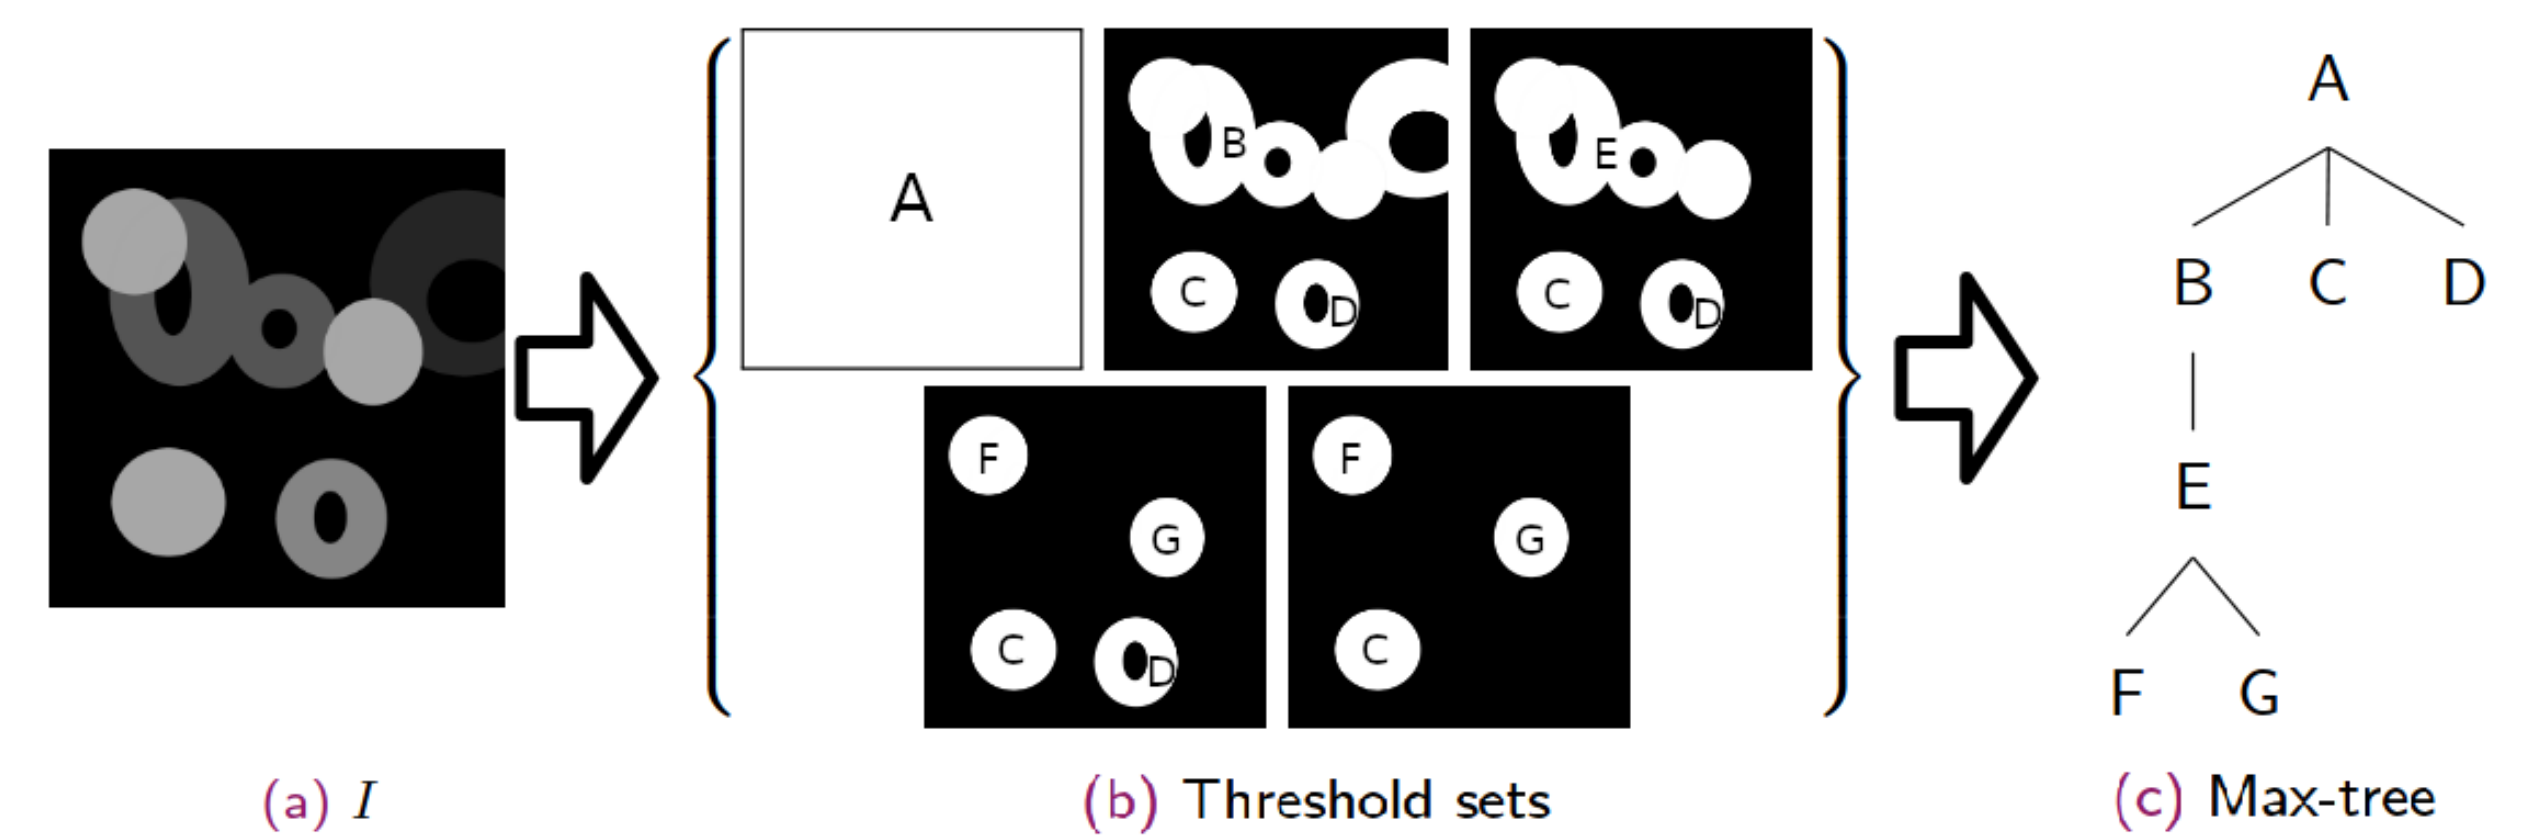 A
B
C
D
E
C
D
F
G
C
D
F
G
C
A
B C D
E
F G
(a) I
(b) Threshold sets
(c) Max-tree